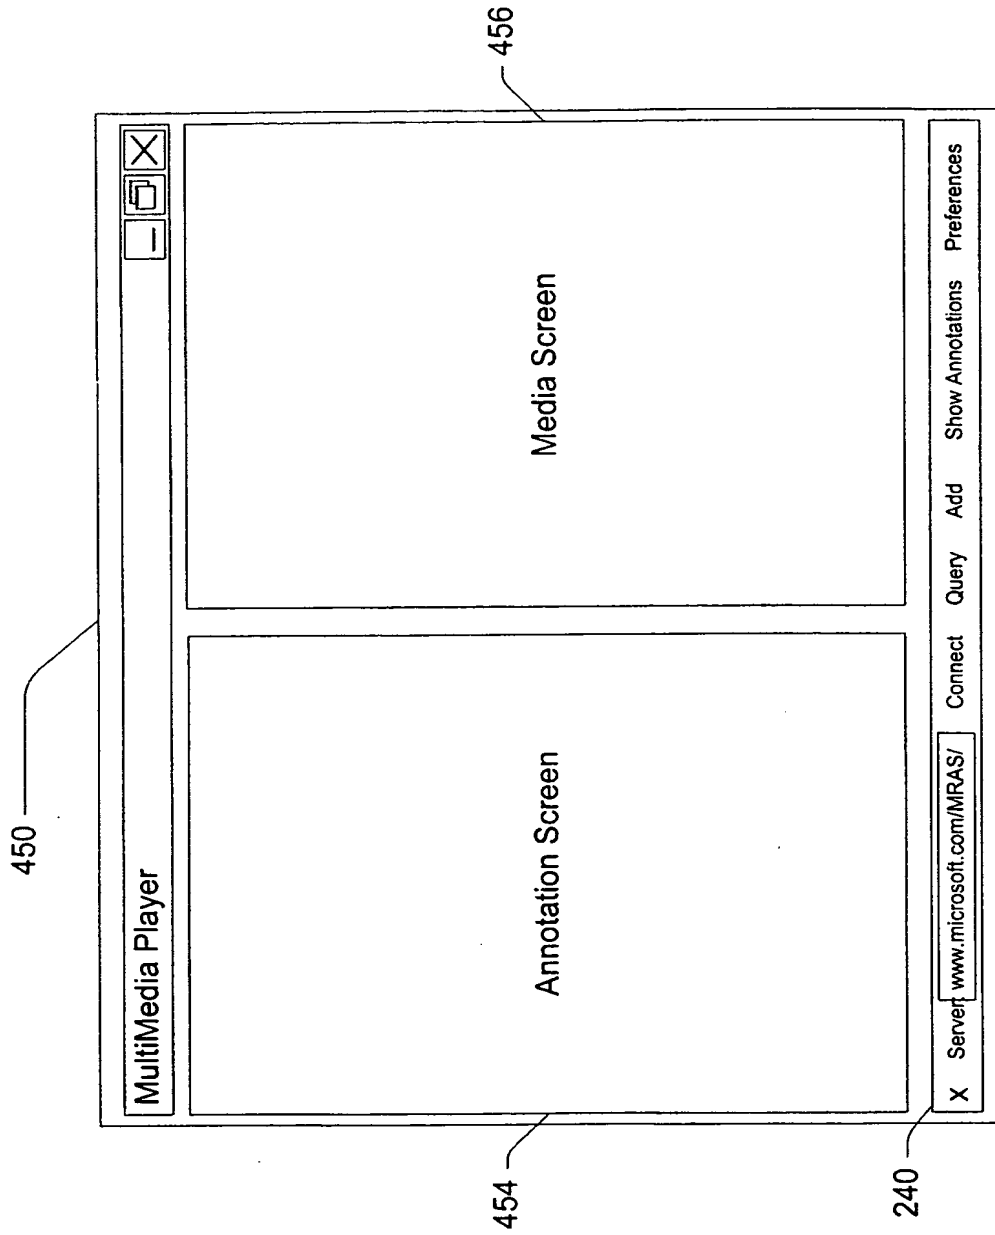 450
MultiMedia Player
454
Annotation Screen
Media Screen
456
240
X Server: www.microsoft.com/MRAS/ Connect Query Add Show Annotations Preferences